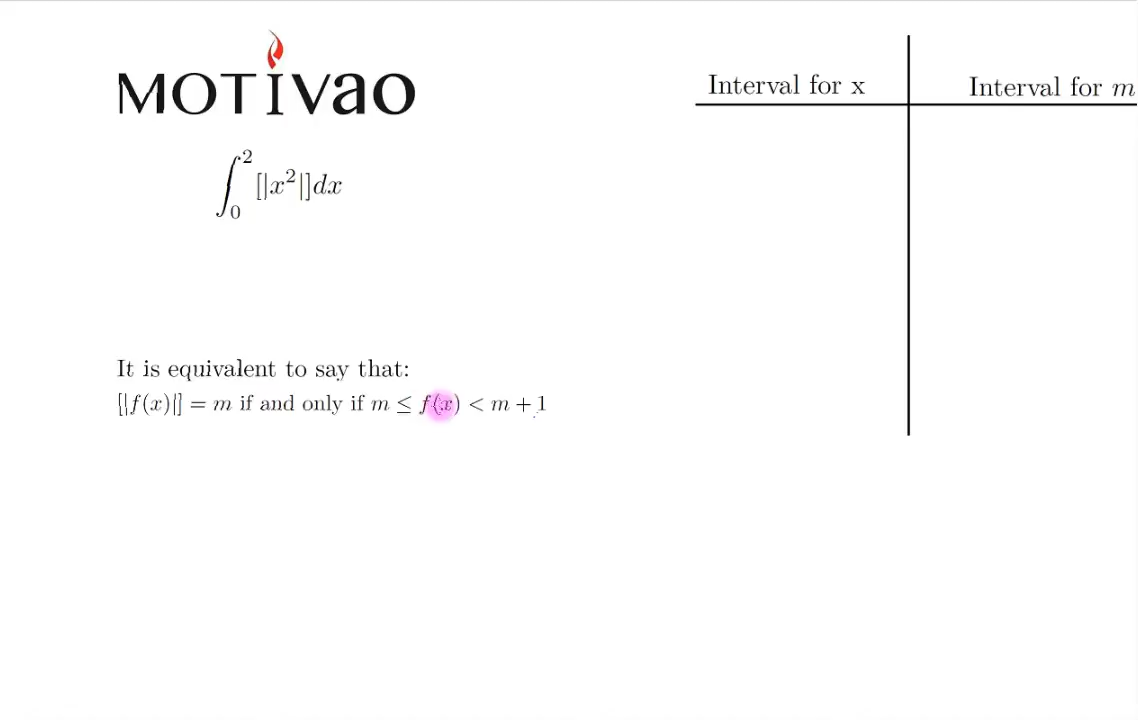 MOTIVAO
Interval for x
Interval for m
∫₀² [|x²|]dx
It is equivalent to say that:
[|f(x)|] = m if and only if m ≤ f(x) < m + 1